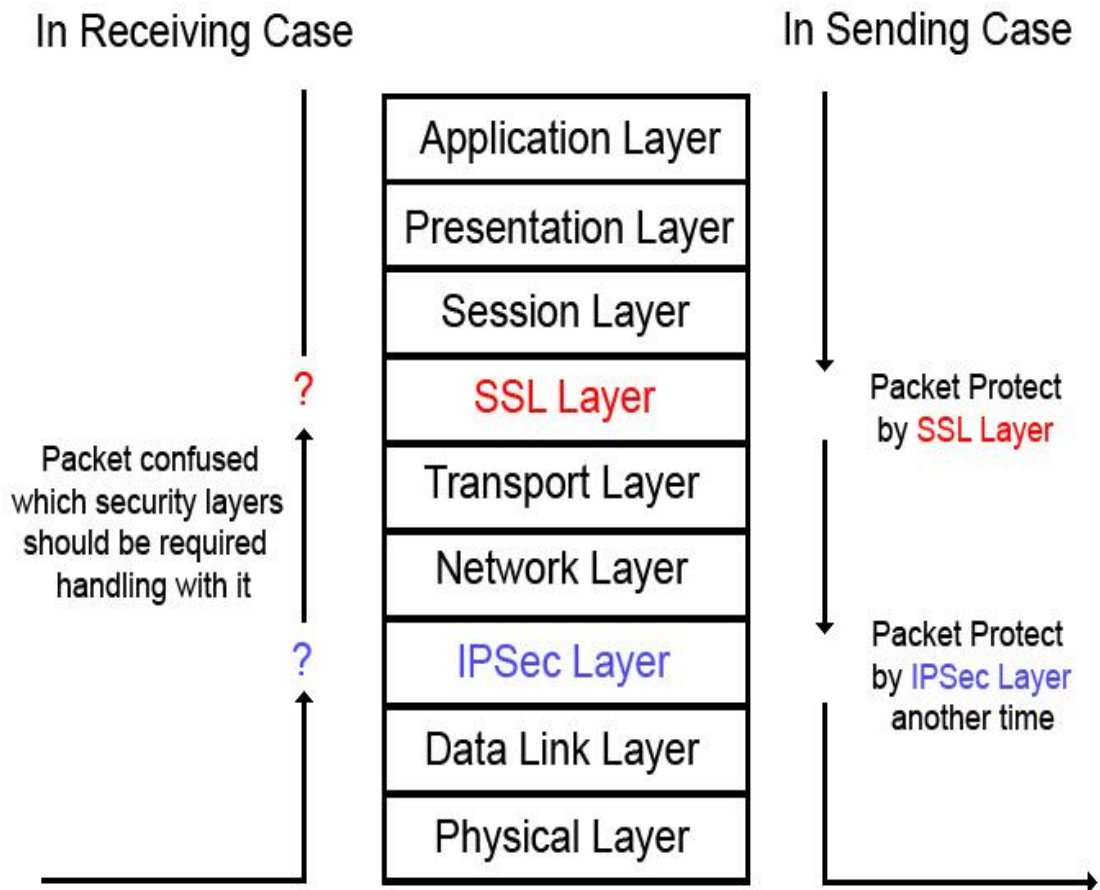 In Receiving Case
In Sending Case
Application Layer
Presentation Layer
Session Layer
?
SSL Layer
Packet Protect
by SSL Layer
Packet confused
which security layers
should be required
handling with it
Transport Layer
Network Layer
?
IPSec Layer
Packet Protect
by IPSec Layer
another time
Data Link Layer
Physical Layer